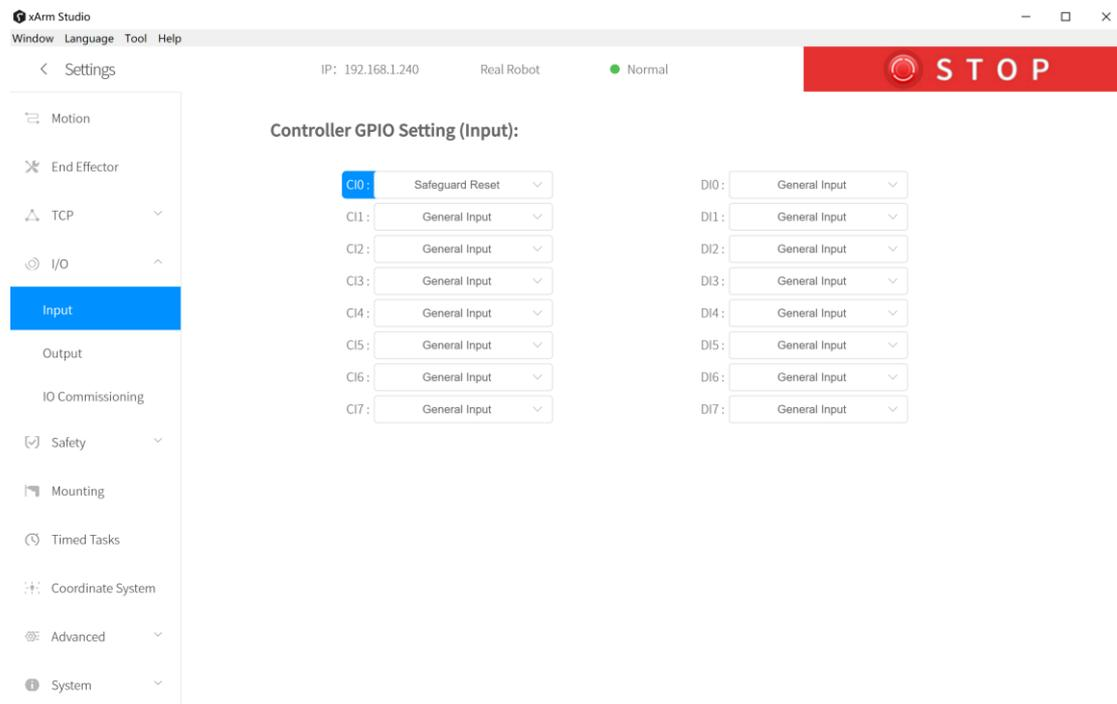 xArm Studio
Window Language Tool Help
Settings
IP: 192.168.1.240 Real Robot Normal
STOP
Motion
End Effector
TCP
I/O
Input
Output
IO Commissioning
Safety
Mounting
Timed Tasks
Coordinate System
Advanced
System
Controller GPIO Setting (Input):
CI0 : Safeguard Reset
CI1 : General Input
CI2 : General Input
CI3 : General Input
CI4 : General Input
CI5 : General Input
CI6 : General Input
CI7 : General Input
DI0 : General Input
DI1 : General Input
DI2 : General Input
DI3 : General Input
DI4 : General Input
DI5 : General Input
DI6 : General Input
DI7 : General Input